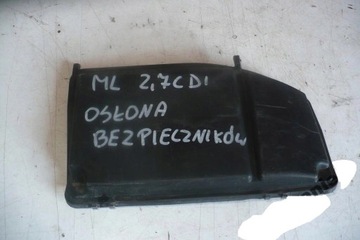 ML 2,7CDI
OSŁONA
BEZPIECZNIKÓW